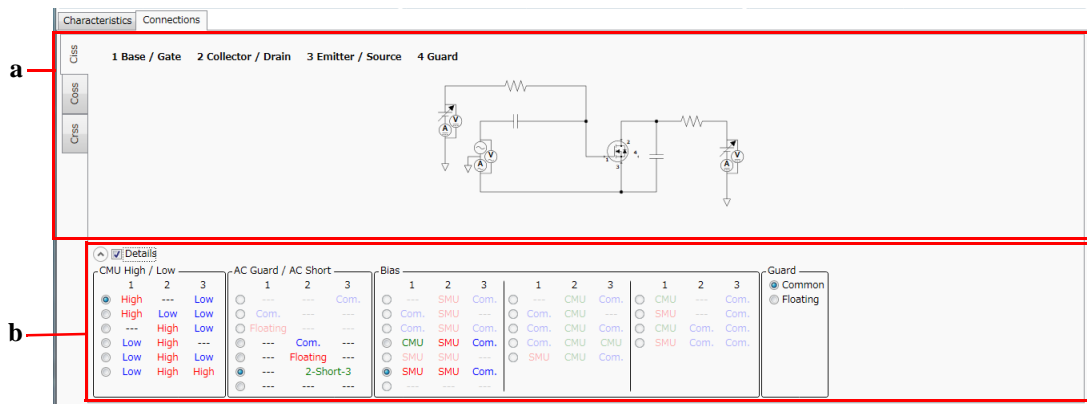 Characteristics Connections
a
Ciss
Coss
Crss
1 Base / Gate 2 Collector / Drain 3 Emitter / Source 4 Guard
V
A
V
A
1
2
3
4
V
A
b
Details
CMU High / Low
1 2 3
High --- Low
High Low Low
--- High Low
Low High ---
Low High Low
Low High High
AC Guard / AC Short
1 2 3
--- --- Com.
Com. --- ---
Floating --- ---
--- Com. ---
--- Floating ---
--- 2-Short-3
--- --- ---
Bias
1 2 3
--- SMU Com.
Com. SMU ---
Com. SMU Com.
CMU SMU Com.
SMU SMU ---
SMU SMU Com.
--- --- ---
1 2 3
--- CMU Com.
Com. CMU ---
Com. CMU Com.
Com. CMU CMU
SMU CMU Com.
1 2 3
CMU --- Com.
SMU --- Com.
CMU Com. Com.
SMU Com. Com.
Guard
Common
Floating